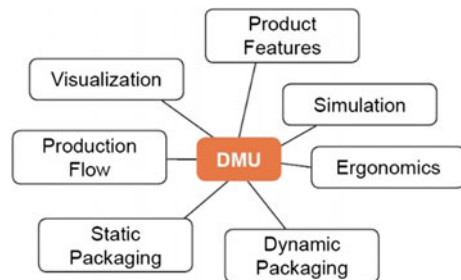 Product
Features
Visualization
Simulation
Production
Flow
DMU
Ergonomics
Static
Packaging
Dynamic
Packaging